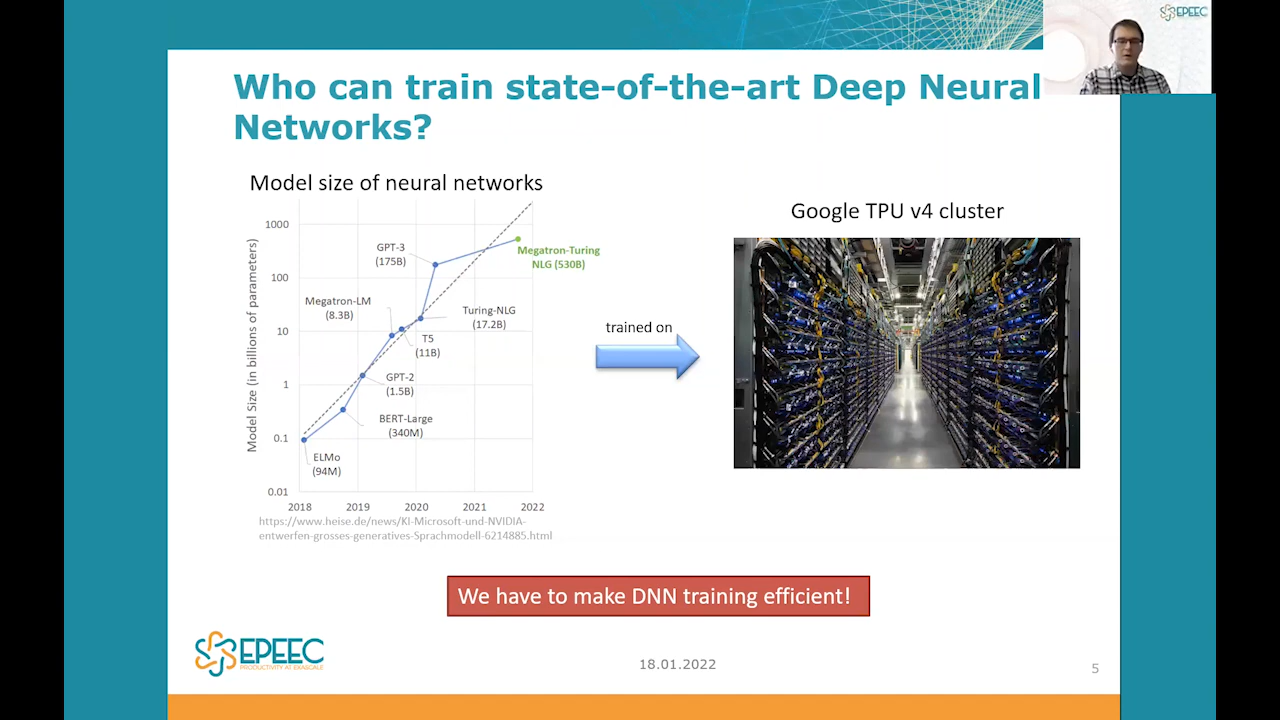 EPEEC
Who can train state-of-the-art Deep Neural
Networks?
Model size of neural networks
Model Size (in billions of parameters)
1000
100
10
1
0.1
0.01
2018
2019
2020
2021
2022
GPT-3
(175B)
Megatron-Turing
NLG (530B)
Megatron-LM
(8.3B)
Turing-NLG
(17.2B)
T5
(11B)
GPT-2
(1.5B)
BERT-Large
(340M)
ELMo
(94M)
https://www.heise.de/news/KI-Microsoft-und-NVIDIA-
entwerfen-grosses-generatives-Sprachmodell-6214885.html
trained on
Google TPU v4 cluster
We have to make DNN training efficient!
EPEEC
PRODUCTIVITY AT EXASCALE
18.01.2022
5